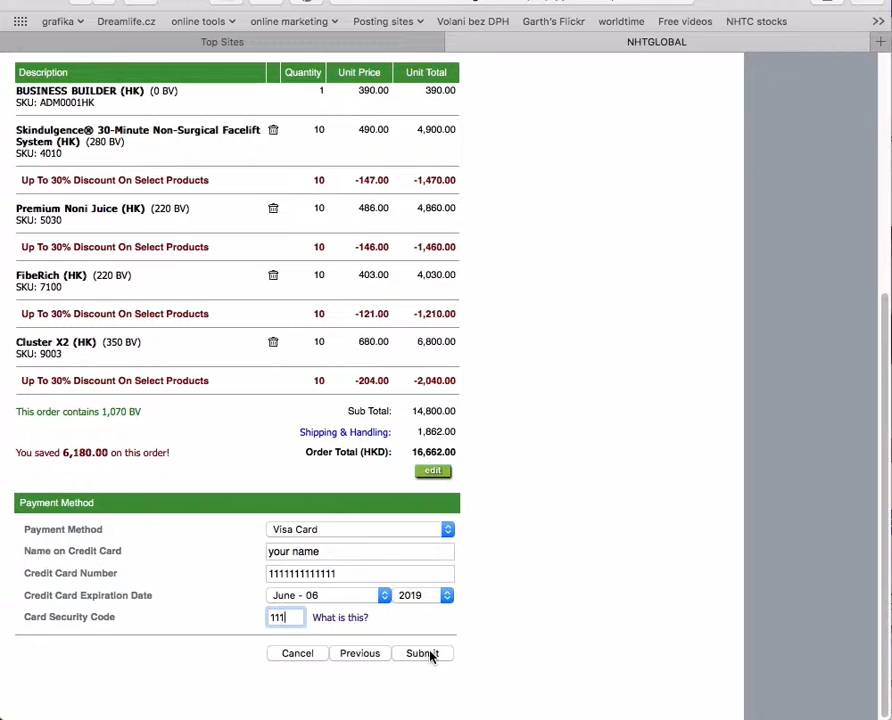 grafika Dreamlife.cz online tools online marketing Posting sites Volani bez DPH Garth's Flickr worldtime Free videos NHTC stocks
Top Sites NHTGLOBAL
Description Quantity Unit Price Unit Total
BUSINESS BUILDER (HK) (0 BV) 1 390.00 390.00
SKU: ADM0001HK
Skindulgence® 30-Minute Non-Surgical Facelift 10 490.00 4,900.00
System (HK) (280 BV)
SKU: 4010
Up To 30% Discount On Select Products 10 -147.00 -1,470.00
Premium Noni Juice (HK) (220 BV) 10 486.00 4,860.00
SKU: 5030
Up To 30% Discount On Select Products 10 -146.00 -1,460.00
FibeRich (HK) (220 BV) 10 403.00 4,030.00
SKU: 7100
Up To 30% Discount On Select Products 10 -121.00 -1,210.00
Cluster X2 (HK) (350 BV) 10 680.00 6,800.00
SKU: 9003
Up To 30% Discount On Select Products 10 -204.00 -2,040.00
This order contains 1,070 BV Sub Total: 14,800.00
Shipping & Handling: 1,862.00
You saved 6,180.00 on this order! Order Total (HKD): 16,662.00
edit
Payment Method
Payment Method Visa Card
Name on Credit Card your name
Credit Card Number 1111111111111
Credit Card Expiration Date June - 06 2019
Card Security Code 111 What is this?
Cancel Previous Submit